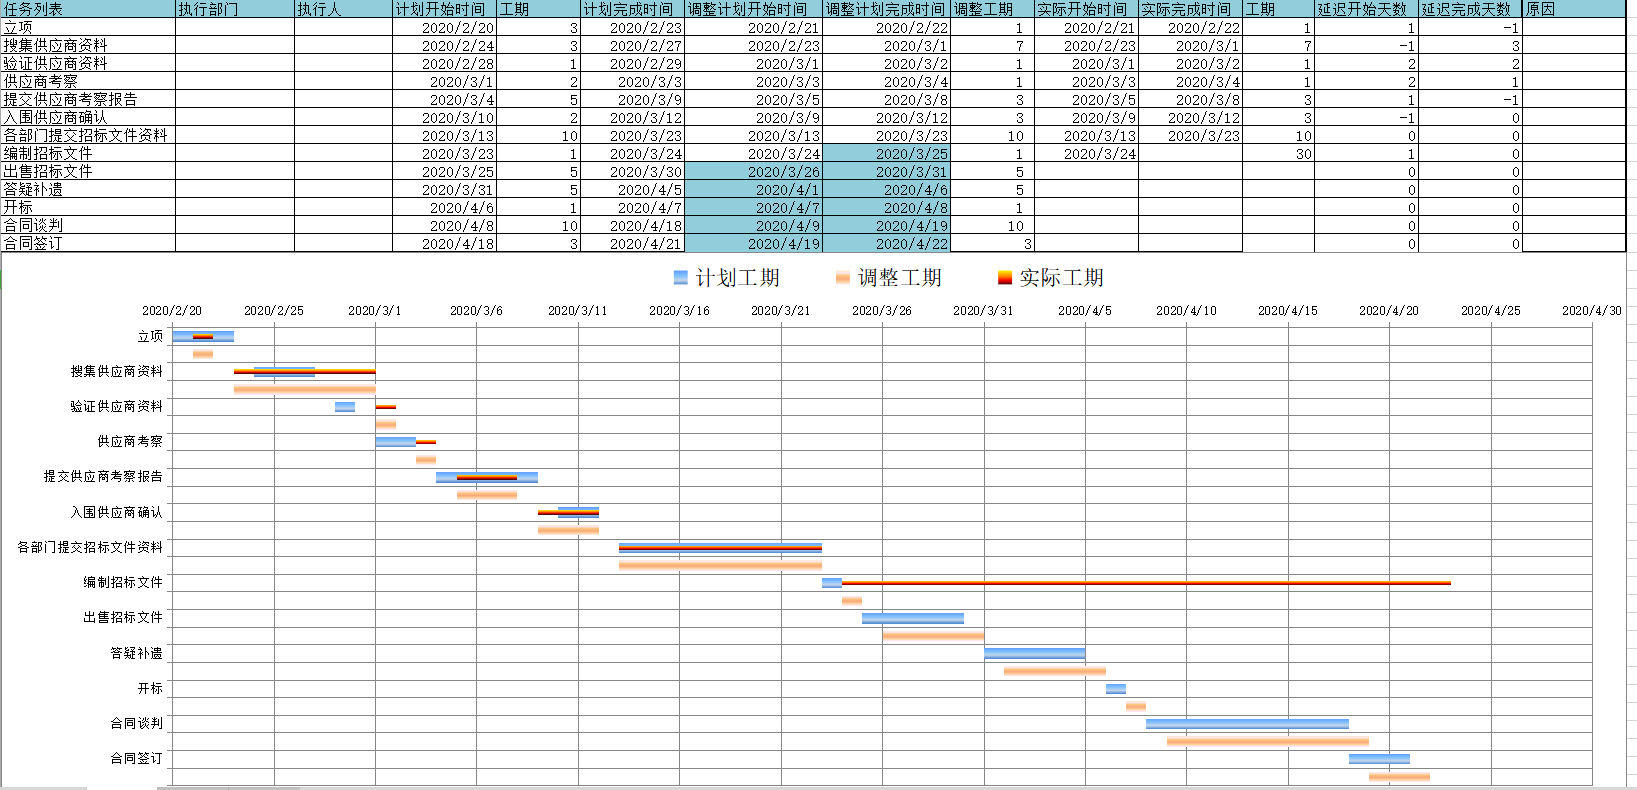 任务列表 执行部门 执行人 计划开始时间 工期 计划完成时间 调整计划开始时间 调整计划完成时间 调整工期 实际开始时间 实际完成时间 工期 延迟开始天数 延迟完成天数 原因
立项 2020/2/20 3 2020/2/23 2020/2/21 2020/2/22 1 2020/2/21 2020/2/22 1 1 -1
搜集供应商资料 2020/2/24 3 2020/2/27 2020/2/23 2020/3/1 7 2020/2/23 2020/3/1 7 -1 3
验证供应商资料 2020/2/28 1 2020/2/29 2020/3/1 2020/3/2 1 2020/3/1 2020/3/2 1 2 2
供应商考察 2020/3/1 2 2020/3/3 2020/3/3 2020/3/4 1 2020/3/3 2020/3/4 1 2 1
提交供应商考察报告 2020/3/4 5 2020/3/9 2020/3/5 2020/3/8 3 2020/3/5 2020/3/8 3 1 -1
入围供应商确认 2020/3/10 2 2020/3/12 2020/3/9 2020/3/12 3 2020/3/9 2020/3/12 3 -1 0
各部门提交招标文件资料 2020/3/13 10 2020/3/23 2020/3/13 2020/3/23 10 2020/3/13 2020/3/23 10 0 0
编制招标文件 2020/3/23 1 2020/3/24 2020/3/24 2020/3/25 1 2020/3/24 30 1 0
出售招标文件 2020/3/25 5 2020/3/30 2020/3/26 2020/3/31 5 0 0
答疑补遗 2020/3/31 5 2020/4/5 2020/4/1 2020/4/6 5 0 0
开标 2020/4/6 1 2020/4/7 2020/4/7 2020/4/8 1 0 0
合同谈判 2020/4/8 10 2020/4/18 2020/4/9 2020/4/19 10 0 0
合同签订 2020/4/18 3 2020/4/21 2020/4/19 2020/4/22 3 0 0
计划工期 调整工期 实际工期
2020/2/20 2020/2/25 2020/3/1 2020/3/6 2020/3/11 2020/3/16 2020/3/21 2020/3/26 2020/3/31 2020/4/5 2020/4/10 2020/4/15 2020/4/20 2020/4/25 2020/4/30
立项
搜集供应商资料
验证供应商资料
供应商考察
提交供应商考察报告
入围供应商确认
各部门提交招标文件资料
编制招标文件
出售招标文件
答疑补遗
开标
合同谈判
合同签订